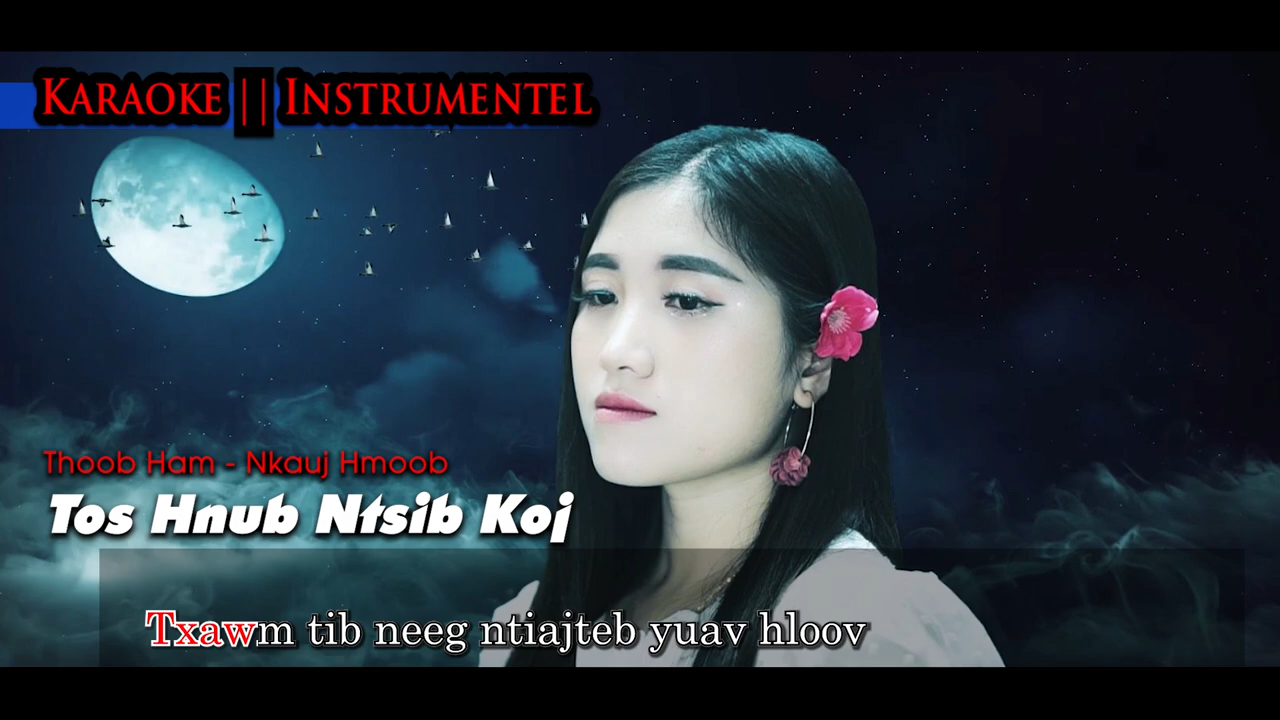 KARAOKE || INSTRUMENTEL
Thoob Ham - Nkauj Hmoob
Tos Hnub Ntsib Koj
Txawm tib neeg ntiajteb yuav hloov